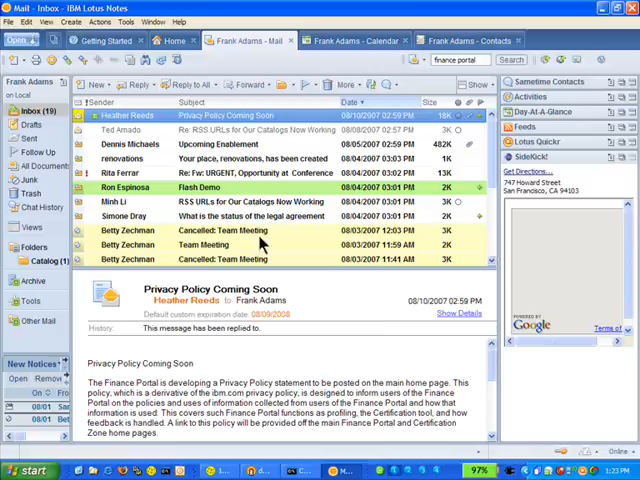 Mail - Inbox - IBM Lotus Notes
File Edit View Create Actions Tools Window Help
Open Getting Started Home Frank Adams - Mail Frank Adams - Calendar Frank Adams - Contacts
finance portal Search
Frank Adams
on Local
Inbox (19)
Drafts
Sent
Follow Up
All Documents
Junk
Trash
Chat History
Views
Folders
Catalog (1)
Archive
Tools
Other Mail
New Notices
Open Remov
On
08/01 Sar
08/01 Bet
New Reply Reply to All Forward More Show
! Sender Subject Date Size
Heather Reeds Privacy Policy Coming Soon 08/10/2007 02:59 PM 18K
Ted Amado Re: RSS URLs for Our Catalogs Now Working 08/08/2007 02:57 PM 3K
Dennis Michaels Upcoming Enablement 08/05/2007 02:59 PM 482K
renovations Your place, renovations, has been created 08/04/2007 03:03 PM 1K
! Rita Ferrar Re: Fw: URGENT, Opportunity at Conference 08/04/2007 03:03 PM 1K
Ron Espinosa Flash Demo 08/04/2007 03:01 PM 2K
Minh Li RSS URLs for Our Catalogs Now Working 08/04/2007 03:01 PM 3K
Simone Dray What is the status of the legal agreement 08/04/2007 03:01 PM 2K
Betty Zechman Cancelled: Team Meeting 08/03/2007 12:03 PM 3K
Betty Zechman Team Meeting 08/03/2007 11:59 AM 2K
Betty Zechman Cancelled: Team Meeting 08/03/2007 11:41 AM 3K
Privacy Policy Coming Soon
Heather Reeds to: Frank Adams 08/10/2007 02:59 PM
Default custom expiration date: 08/09/2008 Show Details
History: This message has been replied to.
Privacy Policy Coming Soon
The Finance Portal is developing a Privacy Policy statement to be posted on the main home page. This
policy, which is a derivative of the ibm.com privacy policy, is designed to inform users of the
policies and uses of information collected from users of the Finance Portal and how that
information is used. This covers such Finance Portal functions as profiling, the Certification tool, and how
feedback is handled. A link to this policy will be provided off the main Finance Portal and Certification
Zone home pages.
Sametime Contacts
Activities
Day-At-A-Glance
Feeds
Lotus Quickr
SideKick!
Get Directions...
747 Howard Street
San Francisco, CA 94103
POWERED BY
Google
Terms of
Online
start 97% 1:23 PM